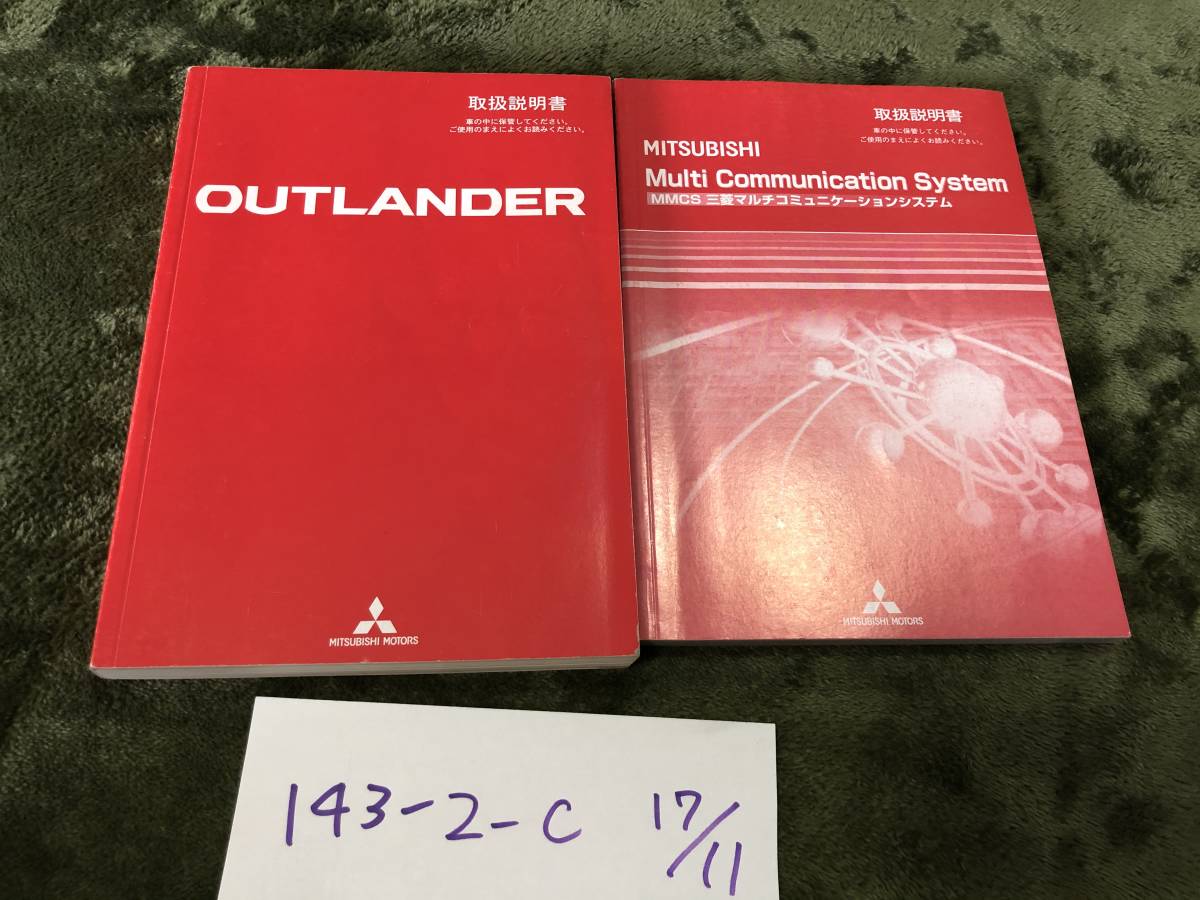 取扱説明書
車の中に保管してください。
ご使用のまえによくお読みください。
OUTLANDER
MITSUBISHI MOTORS
取扱説明書
車の中に保管してください。
ご使用のまえによくお読みください。
MITSUBISHI
Multi Communication System
MMCS 三菱マルチコミュニケーションシステム
MITSUBISHI MOTORS
143-2-C 17/11